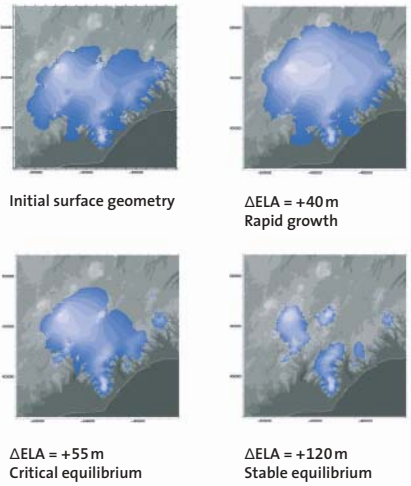 Initial surface geometry
ΔELA = +40 m
Rapid growth
ΔELA = +55 m
Critical equilibrium
ΔELA = +120 m
Stable equilibrium